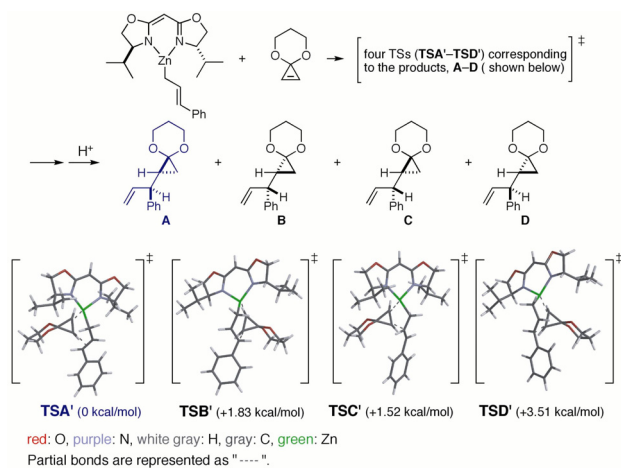 O O
N N
Zn
Ph
+
O O
four TSs (TSA'–TSD') corresponding
to the products, A–D ( shown below)
‡
H⁺
O O
H
H
Ph
A
+
O O
H
H
Ph
B
+
O O
H
H
Ph
C
+
O O
H
H
Ph
D
‡ ‡ ‡ ‡
TSA' (0 kcal/mol) TSB' (+1.83 kcal/mol) TSC' (+1.52 kcal/mol) TSD' (+3.51 kcal/mol)
red: O, purple: N, white gray: H, gray: C, green: Zn
Partial bonds are represented as "----".